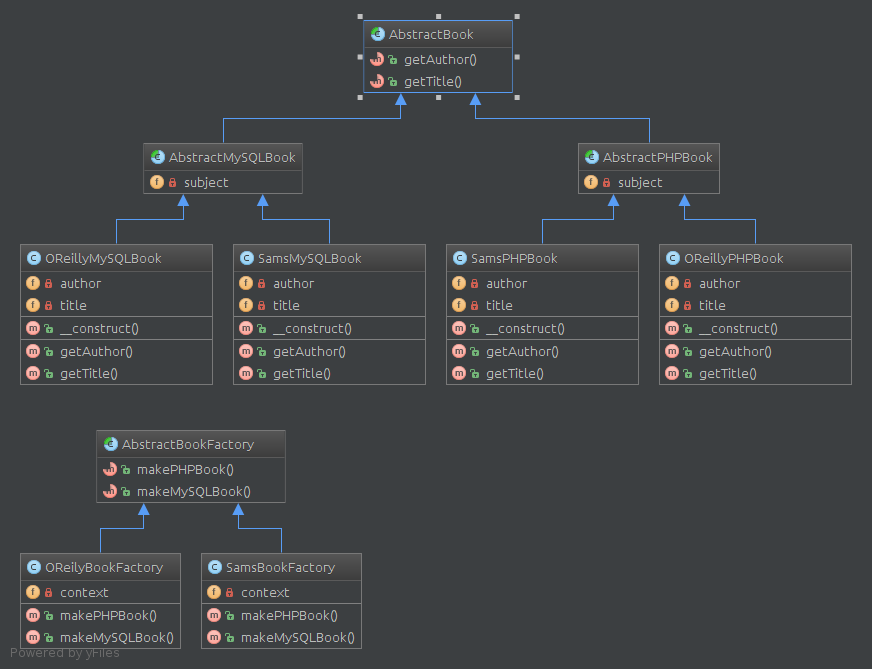 AbstractBook
getAuthor()
getTitle()
AbstractMySQLBook
subject
AbstractPHPBook
subject
OReillyMySQLBook
author
title
__construct()
getAuthor()
getTitle()
SamsMySQLBook
author
title
__construct()
getAuthor()
getTitle()
SamsPHPBook
author
title
__construct()
getAuthor()
getTitle()
OReillyPHPBook
author
title
__construct()
getAuthor()
getTitle()
AbstractBookFactory
makePHPBook()
makeMySQLBook()
OReilyBookFactory
context
makePHPBook()
makeMySQLBook()
SamsBookFactory
context
makePHPBook()
makeMySQLBook()
Powered by yFiles